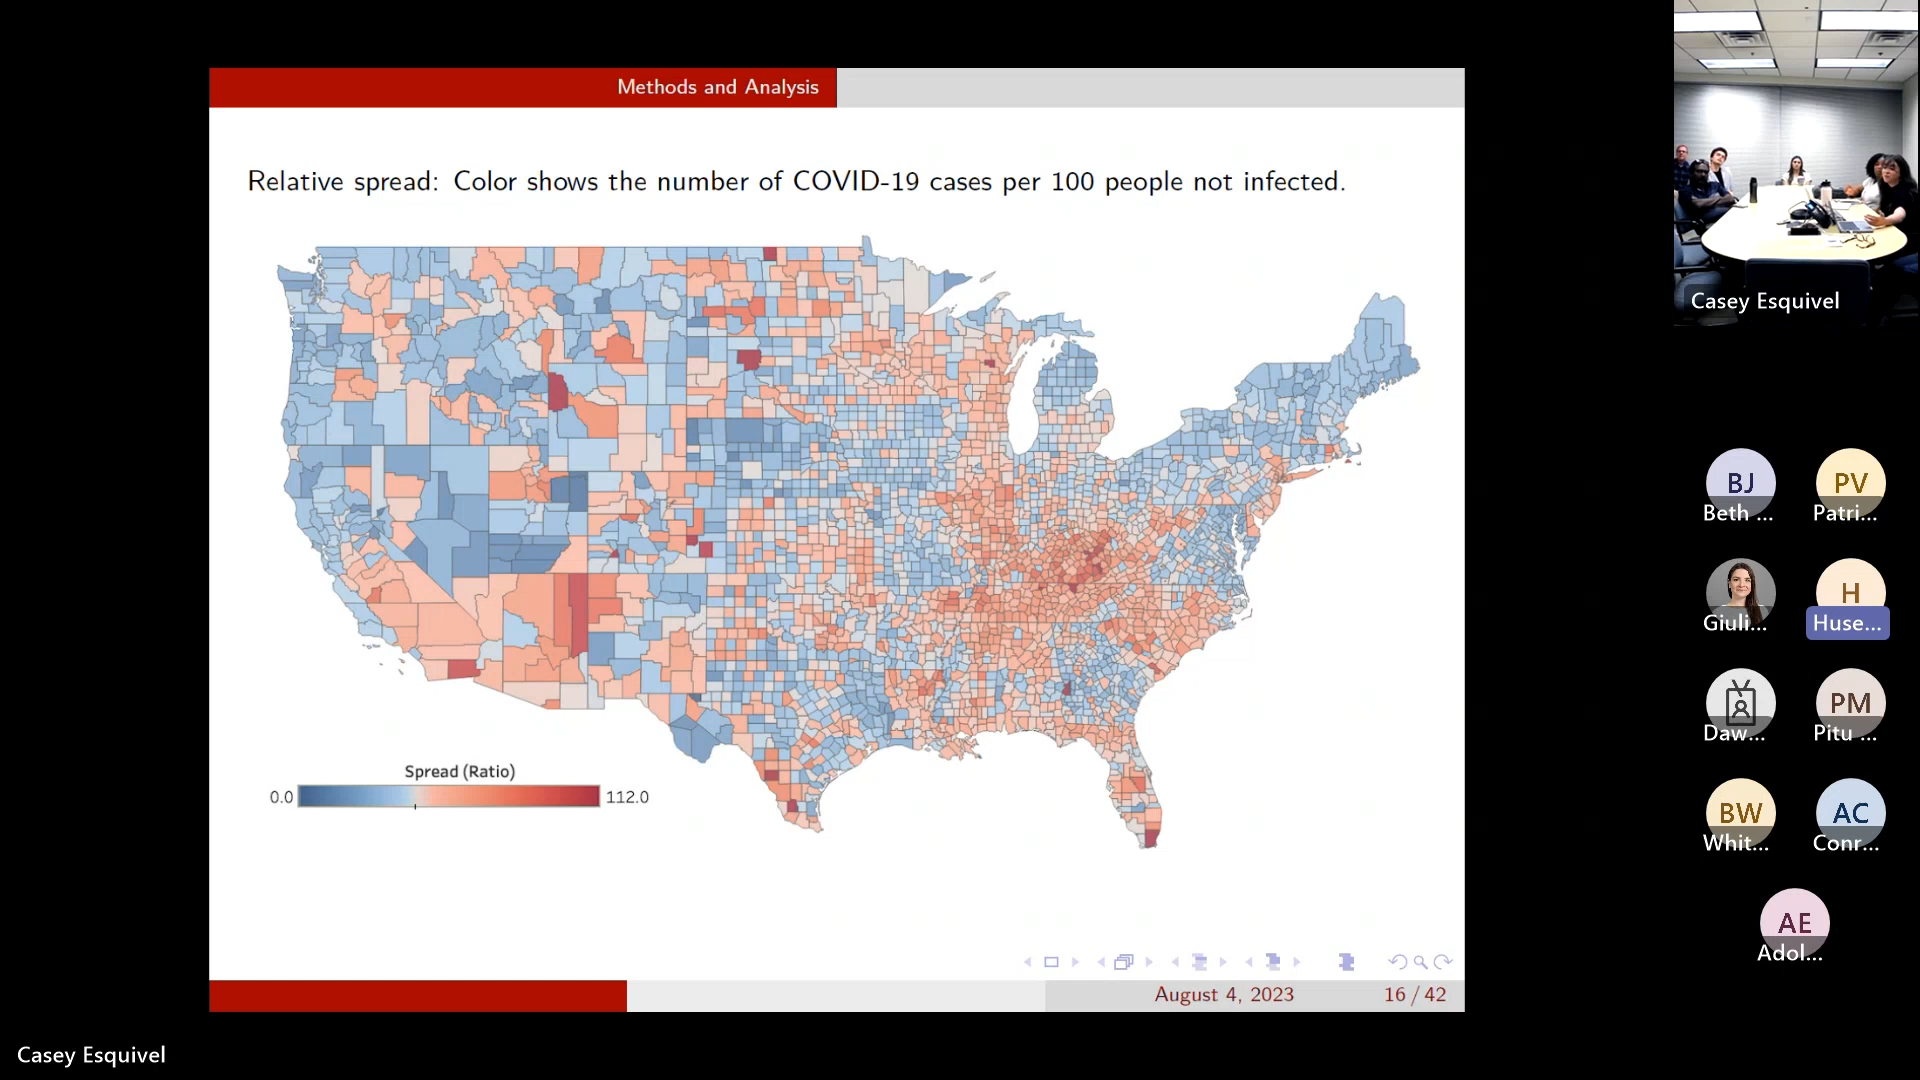 Methods and Analysis
Relative spread: Color shows the number of COVID-19 cases per 100 people not infected.
Spread (Ratio)
0.0
112.0
August 4, 2023
16 / 42
Casey Esquivel
BJ
Beth ...
PV
Patri...
Giuli...
H
Huse...
Daw...
PM
Pitu ...
BW
Whit...
AC
Conr...
AE
Adol...
Casey Esquivel